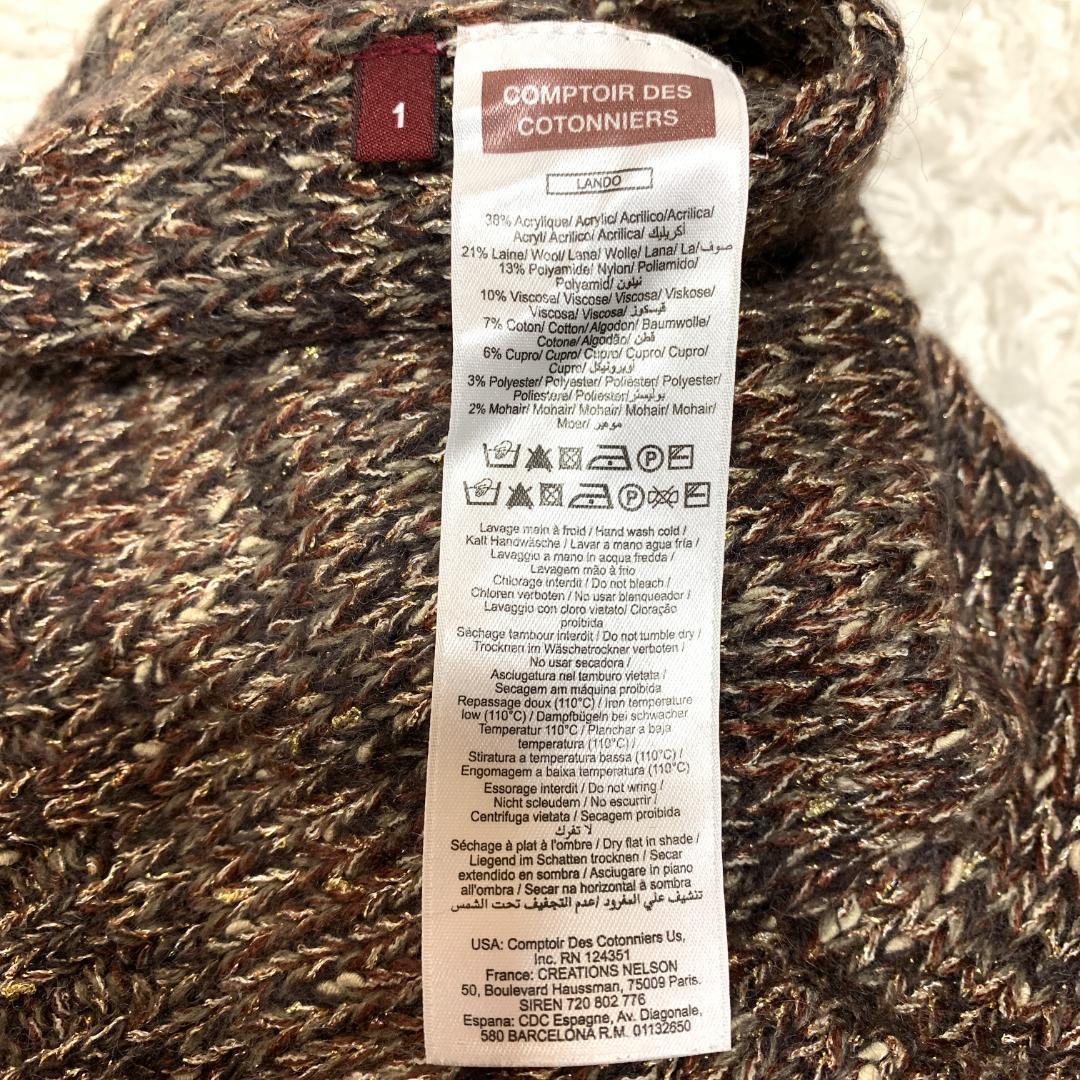 1
COMPTOIR DES
COTONNIERS
LANDO
38% Acrylique/ Acrylic/ Acrilico/Acrilica/
Acryl/ Acrilico/ Acrilica/ أكريليك
21% Laine/ Wool/ Lana/ Wolle/ Lana/ La/صوف
13% Polyamide/ Nylon/ Poliamido/
Polyamid/ نيلون
10% Viscose/ Viscose/ Viscosa/ Viskose/
Viscosa/ Viscosa/ فيسكوز
7% Coton/ Cotton/ Algodon/ Baumwolle/
Cotone/ Algodão/ قطن
6% Cupro/ Cupro/ Cupro/ Cupro/ Cupro/
Cupro/
3% Polyester/ Polyester/ Poliester/ Polyester/
Poliestere/ Poliester/ بوليستر
2% Mohair/ Mohair/ Mohair/ Mohair/ Mohair/
Moer/ موهير
P
P
Lavage main à froid / Hand wash cold /
Kalt Handwäsche / Lavar a mano agua fría /
Lavaggio a mano in acqua fredda /
Lavagem mão à frio
Chlorage interdit / Do not bleach /
Chloren verboten / No usar blanqueador /
Lavaggio con cloro vietato/ Cloração
proibida
Séchage tambour interdit / Do not tumble dry /
Trocknen im Wäschetrockner verboten /
No usar secadora /
Asciugatura nel tamburo vietata /
Secagem am máquina proibida
Repassage doux (110°C) / Iron temperature
low (110°C) / Dampfbügeln bei schwacher
Temperatur 110°C / Planchar a baja
temperatura (110°C) /
Stiratura a temperatura bassa (110°C) /
Engomagem a baixa temperatura (110°C)
Essorage interdit / Do not wring /
Nicht scleudern / No escurrir /
Centrifuga vietata / Secagem proibida
لا تفرك
Séchage à plat à l'ombre / Dry flat in shade /
Liegend im Schatten trocknen / Secar
extendido en sombra / Asciugare in piano
all'ombra / Secar na horizontal à sombra
تنشيف علي المفرود /عدم التجفيف تحت الشمس
USA: Comptoir Des Cotonniers Us,
Inc. RN 124351
France: CREATIONS NELSON
50, Boulevard Haussman, 75009 Paris.
SIREN 720 802 776
Espana: CDC Espagne, Av. Diagonale,
580 BARCELONA R.M. 01132650